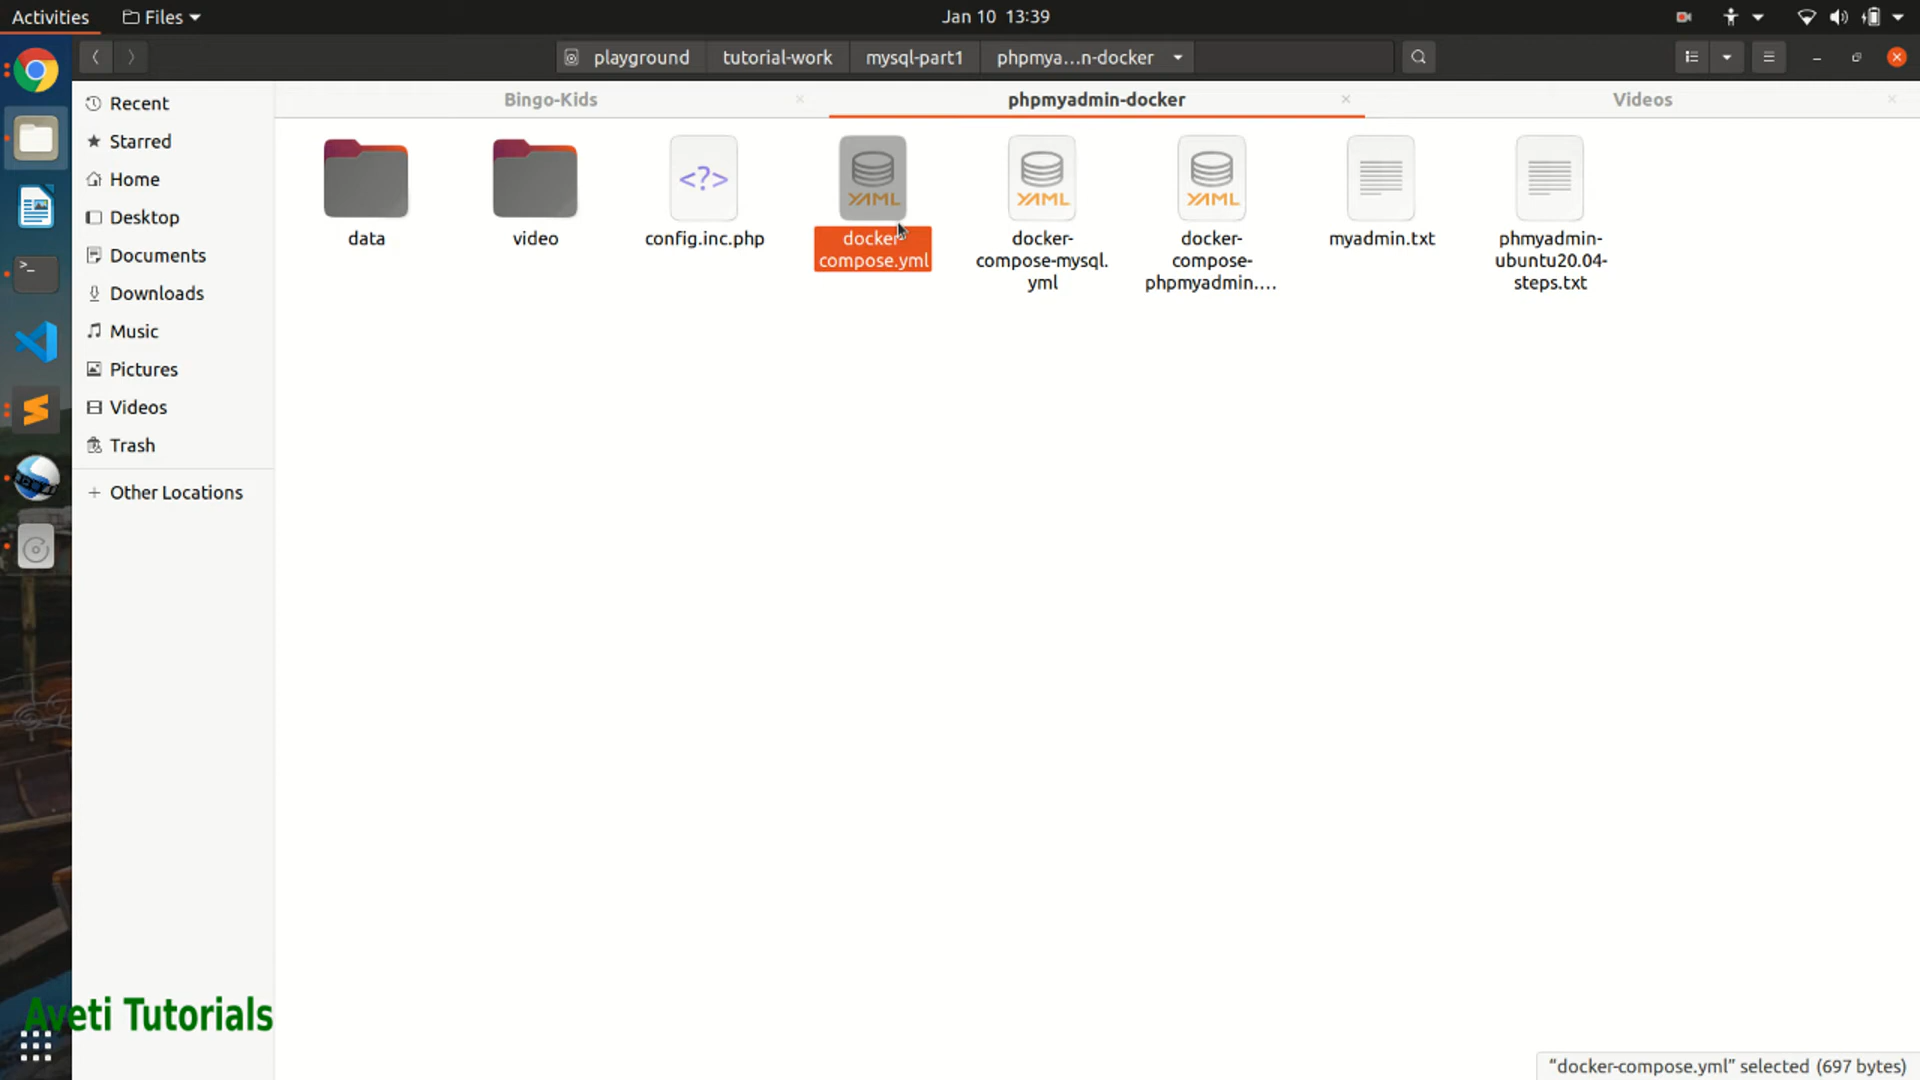 Activities
Files
Jan 10 13:39
playground
tutorial-work
mysql-part1
phpmya...n-docker
Recent
Starred
Home
Desktop
Documents
Downloads
Music
Pictures
Videos
Trash
Other Locations
Bingo-Kids
phpmyadmin-docker
Videos
data
video
<?>
config.inc.php
YAML
docker-
compose.yml
YAML
docker-
compose-mysql.
yml
YAML
docker-
compose-
phpmyadmin....
myadmin.txt
phmyadmin-
ubuntu20.04-
steps.txt
Aveti Tutorials
"docker-compose.yml" selected (697 bytes)